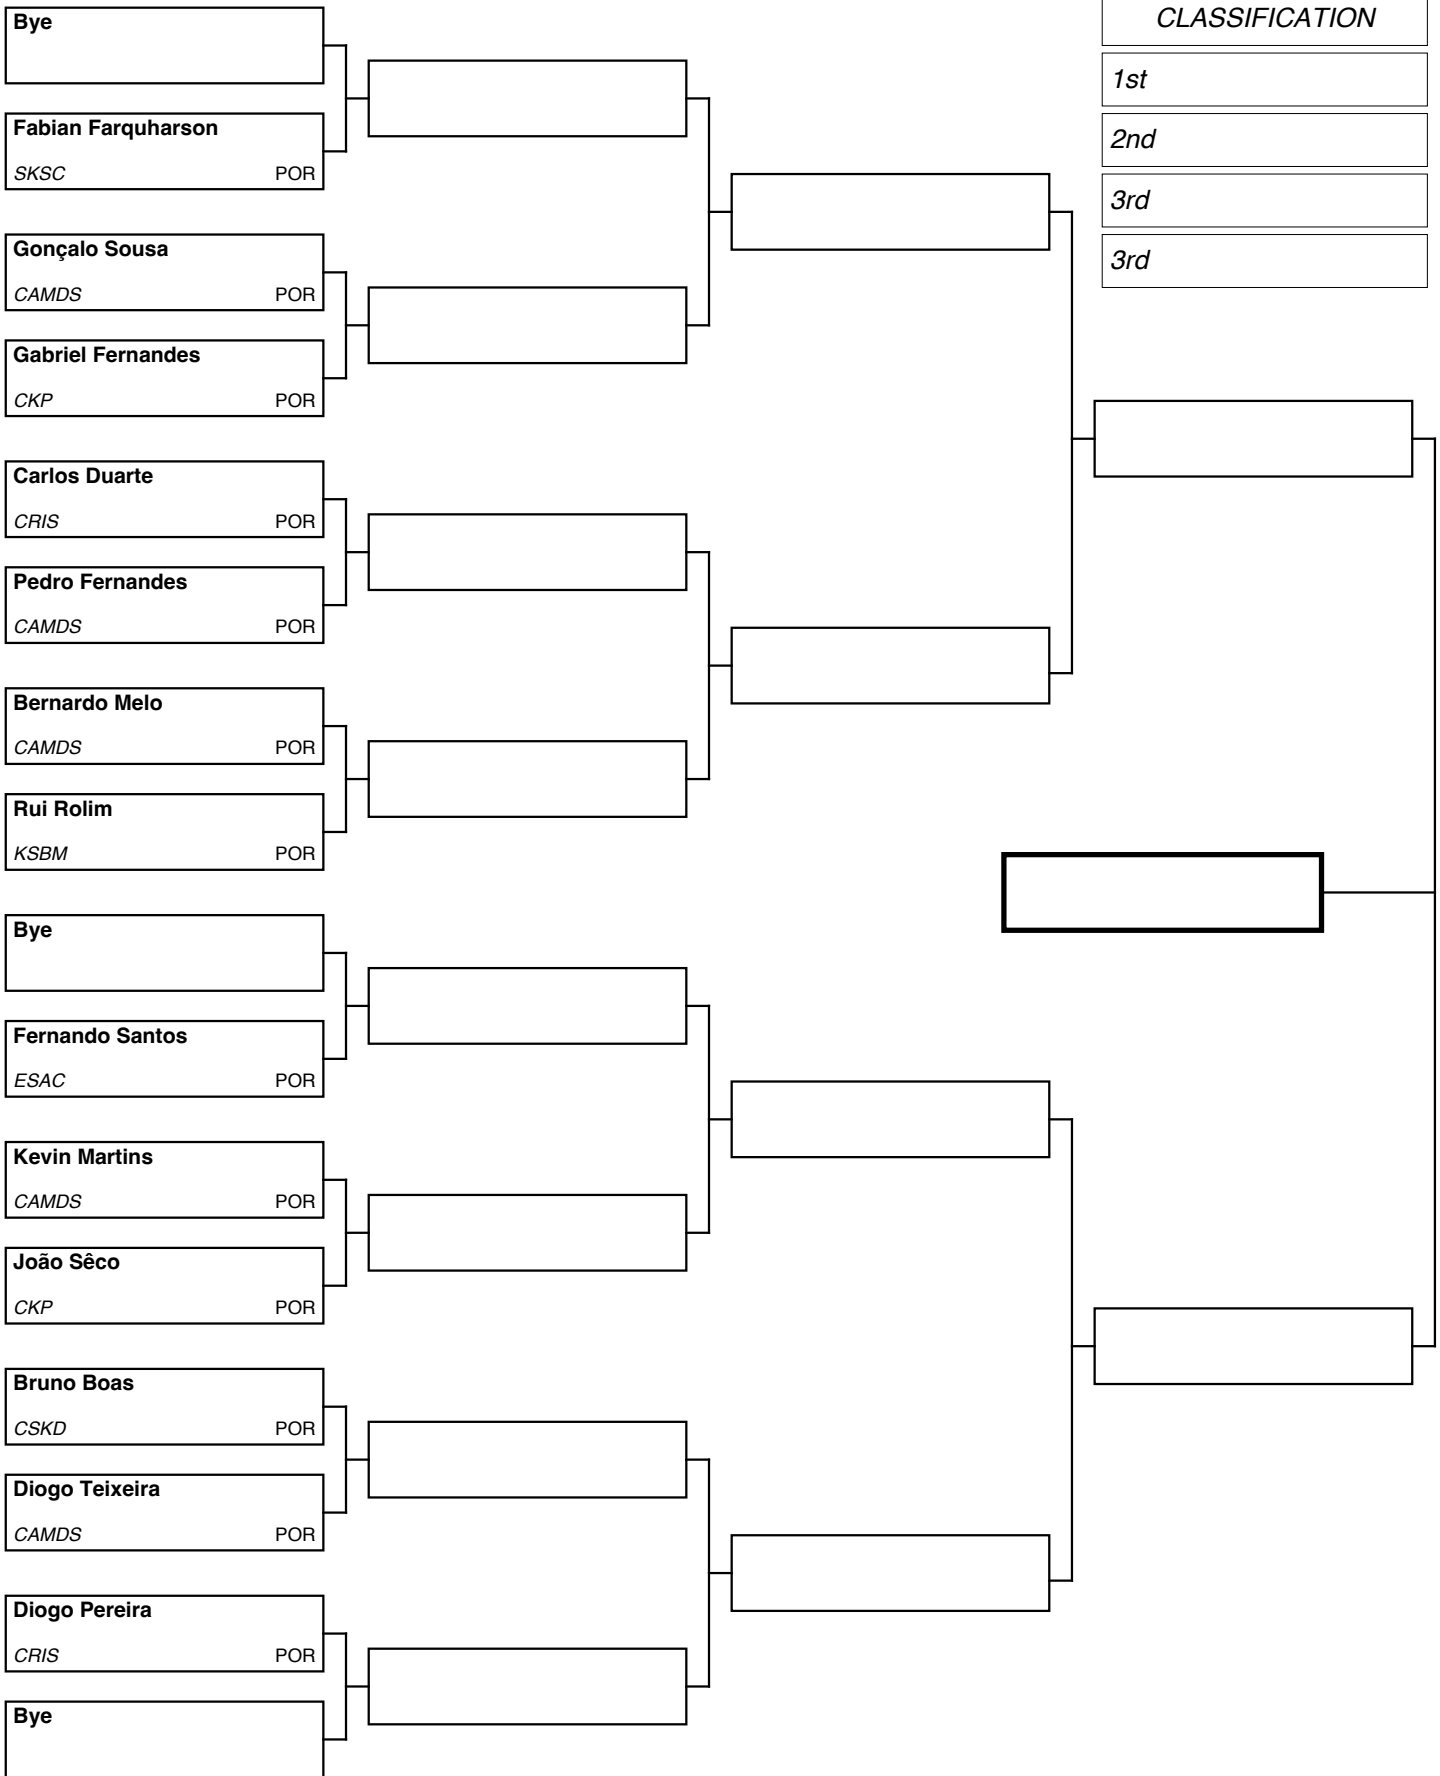 Bye
CLASSIFICATION
1st
2nd
3rd
3rd
Fabian Farquharson
SKSC POR
Gonçalo Sousa
CAMDS POR
Gabriel Fernandes
CKP POR
Carlos Duarte
CRIS POR
Pedro Fernandes
CAMDS POR
Bernardo Melo
CAMDS POR
Rui Rolim
KSBM POR
Bye
Fernando Santos
ESAC POR
Kevin Martins
CAMDS POR
João Sêco
CKP POR
Bruno Boas
CSKD POR
Diogo Teixeira
CAMDS POR
Diogo Pereira
CRIS POR
Bye